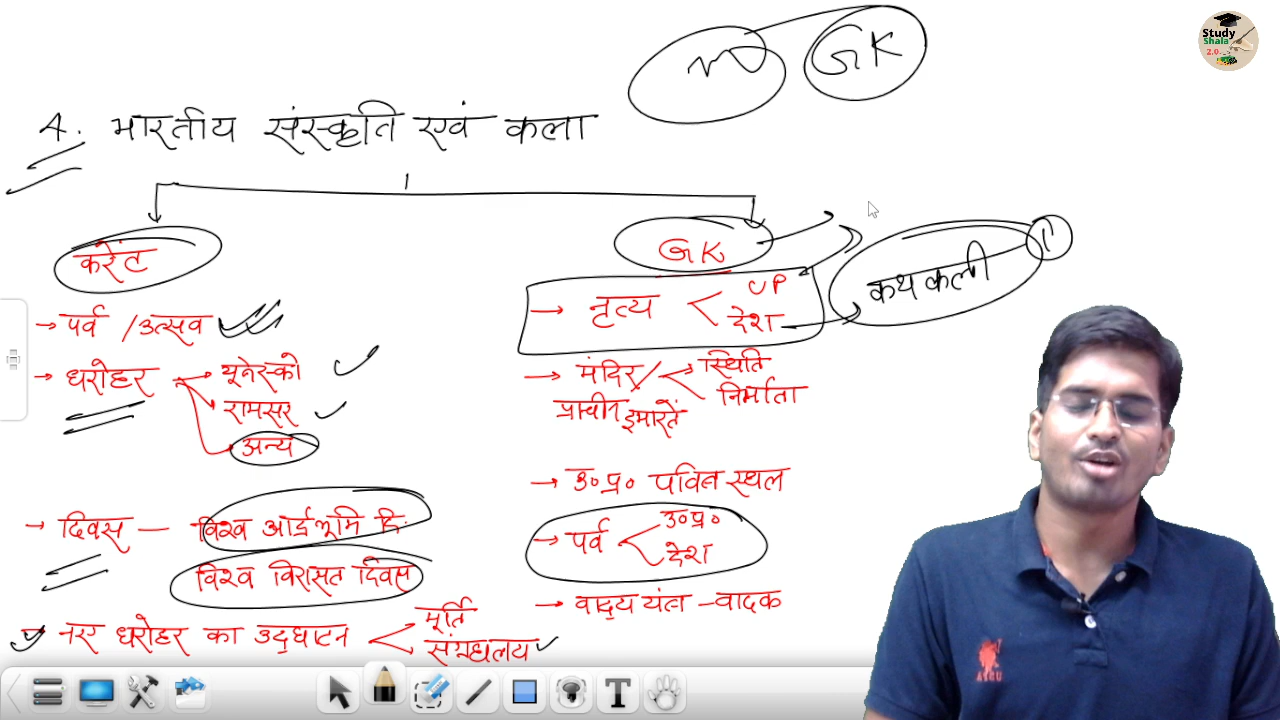 Study
Shala
2.0.
GK
4. भारतीय संस्कृति एवं कला
करेंट
→ पर्व / उत्सव
→ धरोहर
यूनेस्को
रामसर
अन्य
→ दिवस — विश्व आर्द्रभूमि दि.
विश्व विरासत दिवस
नए धरोहर का उद्घाटन
मूर्ति
संग्रहालय
GK
→ नृत्य
UP
देश
कथकली
→ मंदिर/
प्राचीन इमारतें
स्थिति
निर्माता
→ उ०प्र० पवित्र स्थल
→ पर्व
उ०प्र०
देश
→ वाद्य यंत्र - वादक
ASCU
T